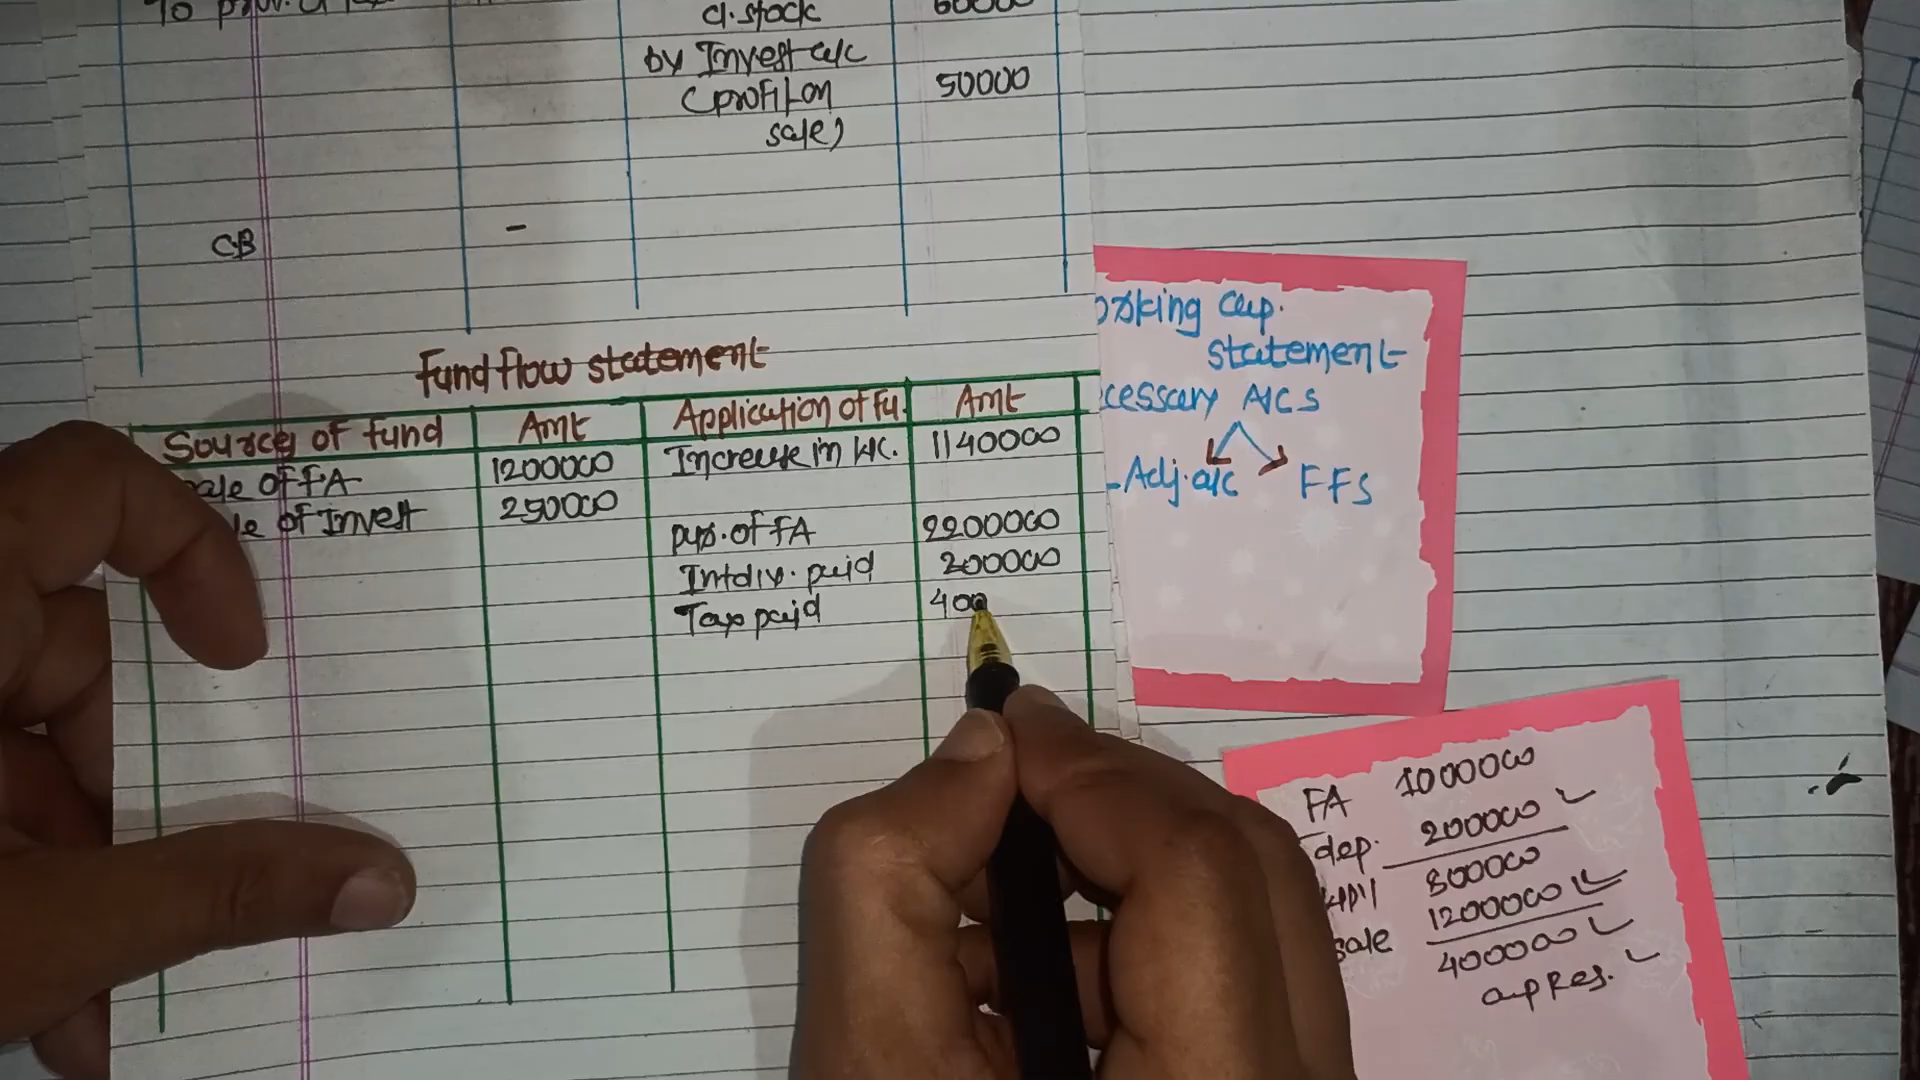 To
cl. stock 60000
by Invest a/c
(profit on 50000
sale)
CB -
Fund flow statement
Source of fund Amt Application of Fu. Amt
ale of FA 1200000 Increase in WC. 1140000
le of Invest 250000
pur. of FA 2200000
Int div. paid 200000
Tax paid 400
orking cap.
statement
cessary A/CS
Adj. a/c FFS
FA 1000000
dep. 200000
800000
sale 1200000
400000
cap Res.